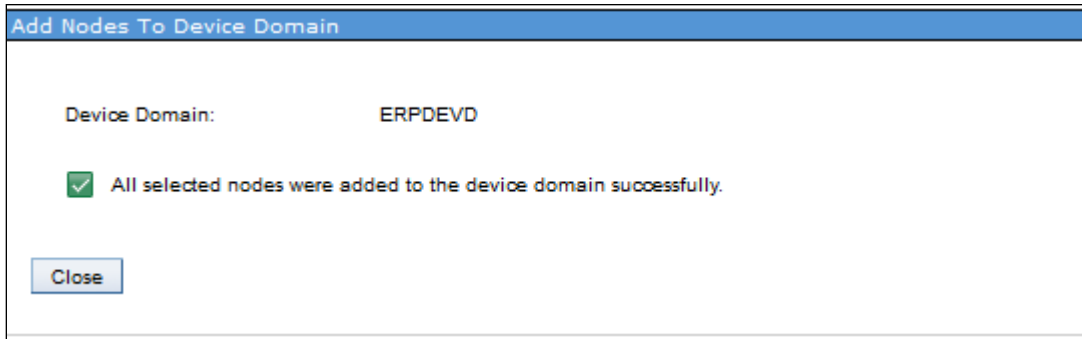 Add Nodes To Device Domain
Device Domain: ERPDEVD
All selected nodes were added to the device domain successfully.
Close